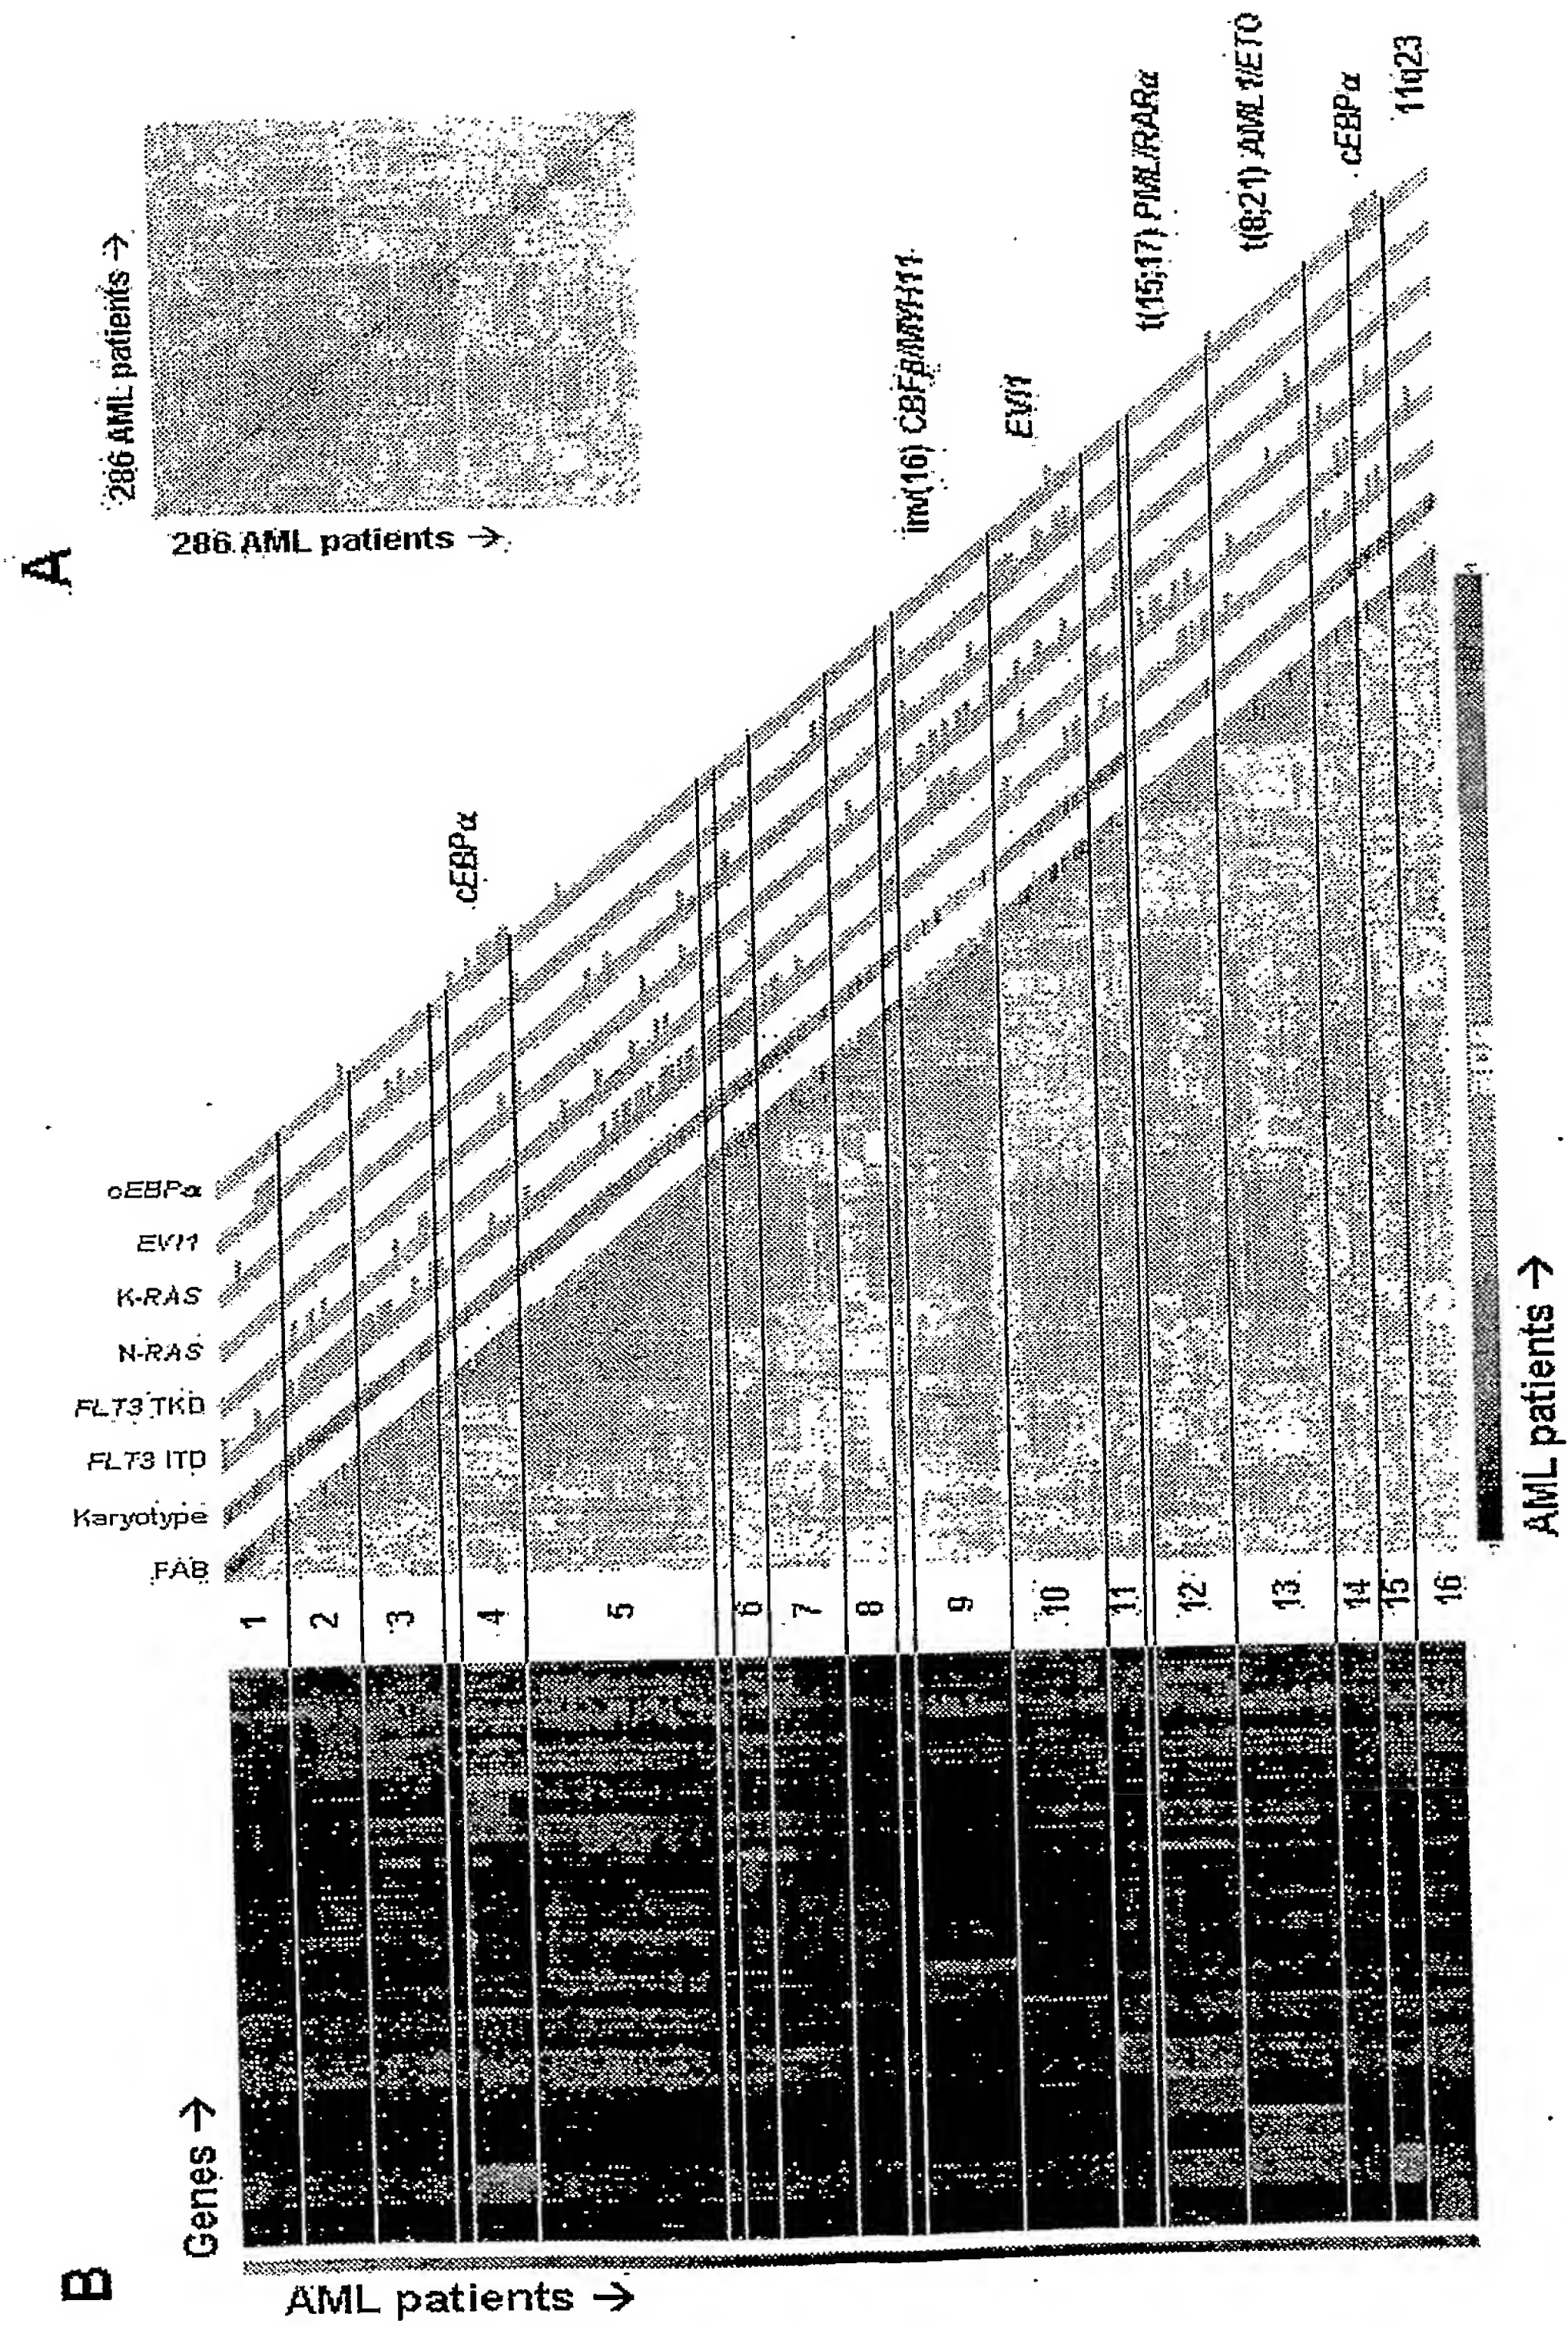 A
286 AML patients →
286 AML patients →
cEBPα
EVI1
K-RAS
N-RAS
FLT3 TKD
FLT3 ITD
Karyotype
FAB
cEBPα
inv(16) CBFβ/MYH11
EVI1
t(15;17) PML/RARα
t(8;21) AML1/ETO
cEBPα
11q23
1
2
3
4
5
6
7
8
9
10
11
12
13
14
15
16
AML patients →
B
Genes →
AML patients →